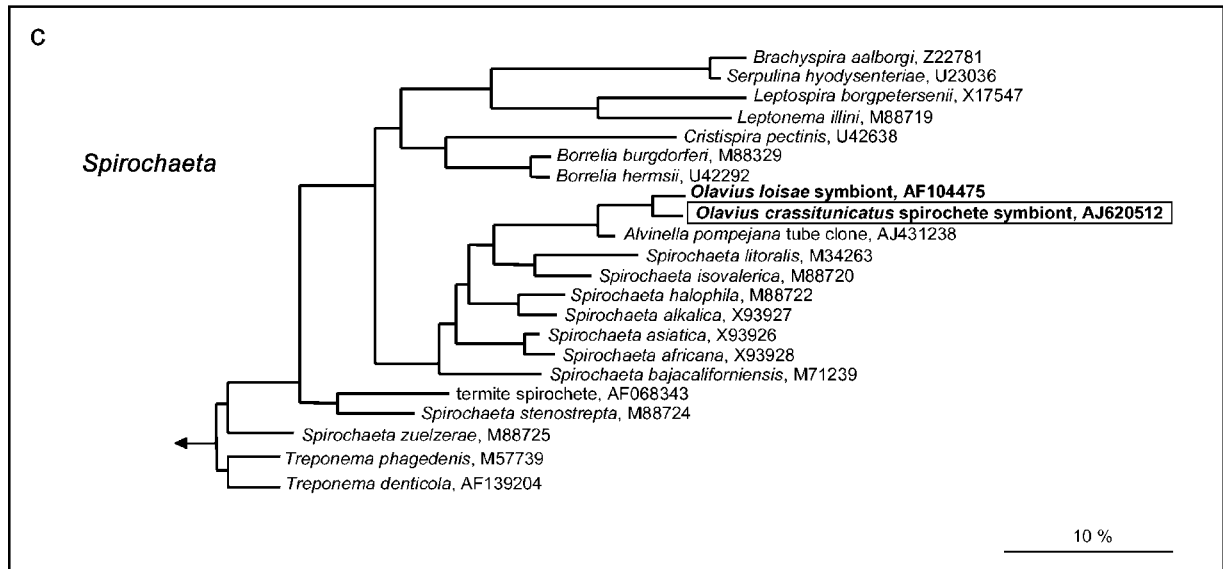 C
Spirochaeta
Brachyspira aalborgi, Z22781
Serpulina hyodysenteriae, U23036
Leptospira borgpetersenii, X17547
Leptonema illini, M88719
Cristispira pectinis, U42638
Borrelia burgdorferi, M88329
Borrelia hermsii, U42292
Olavius loisae symbiont, AF104475
Olavius crassitunicatus spirochete symbiont, AJ620512
Alvinella pompejana tube clone, AJ431238
Spirochaeta litoralis, M34263
Spirochaeta isovalerica, M88720
Spirochaeta halophila, M88722
Spirochaeta alkalica, X93927
Spirochaeta asiatica, X93926
Spirochaeta africana, X93928
Spirochaeta bajacaliforniensis, M71239
termite spirochete, AF068343
Spirochaeta stenostrepta, M88724
Spirochaeta zuelzerae, M88725
Treponema phagedenis, M57739
Treponema denticola, AF139204
10 %